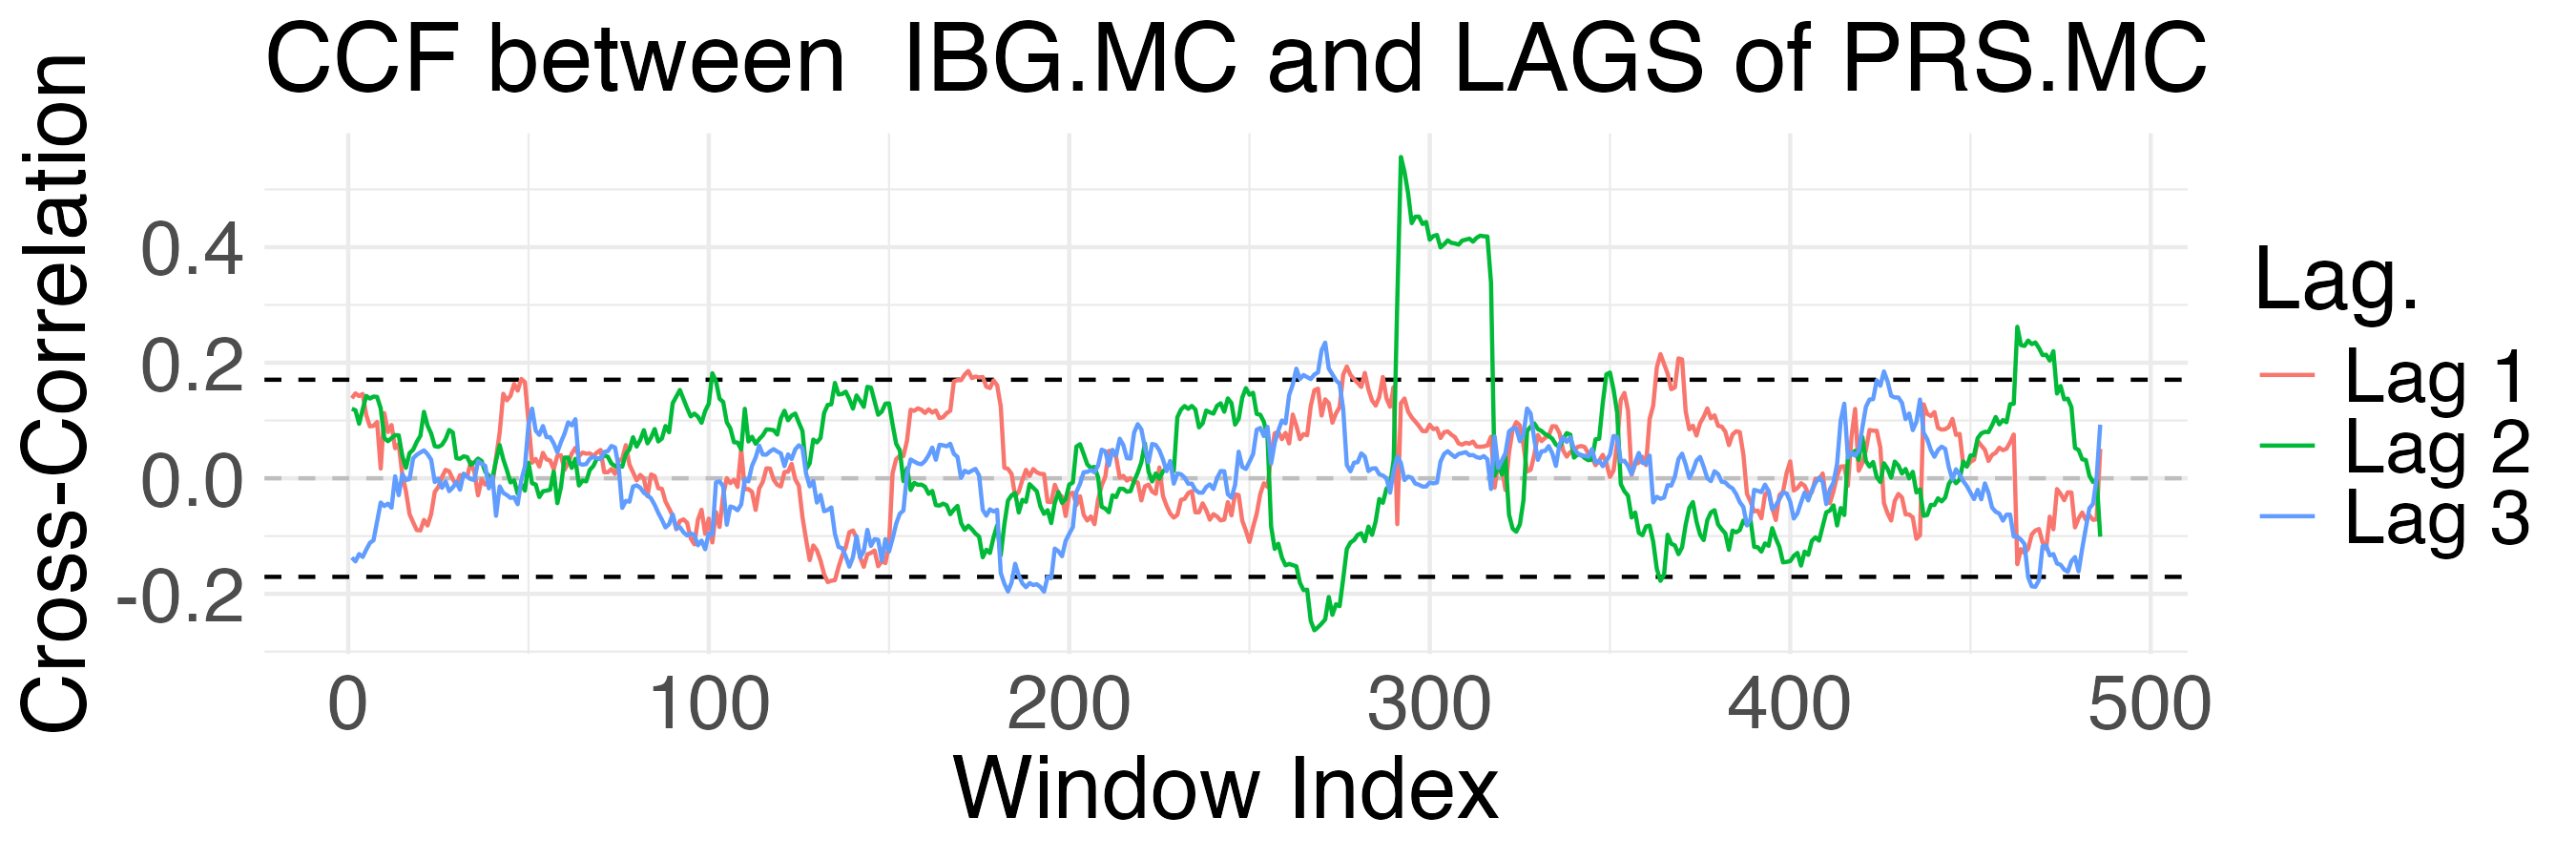 CCF between  IBG.MC and LAGS of PRS.MC
Cross-Correlation
0.4
0.2
0.0
-0.2
0 100 200 300 400 500
Window Index
Lag.
Lag 1
Lag 2
Lag 3